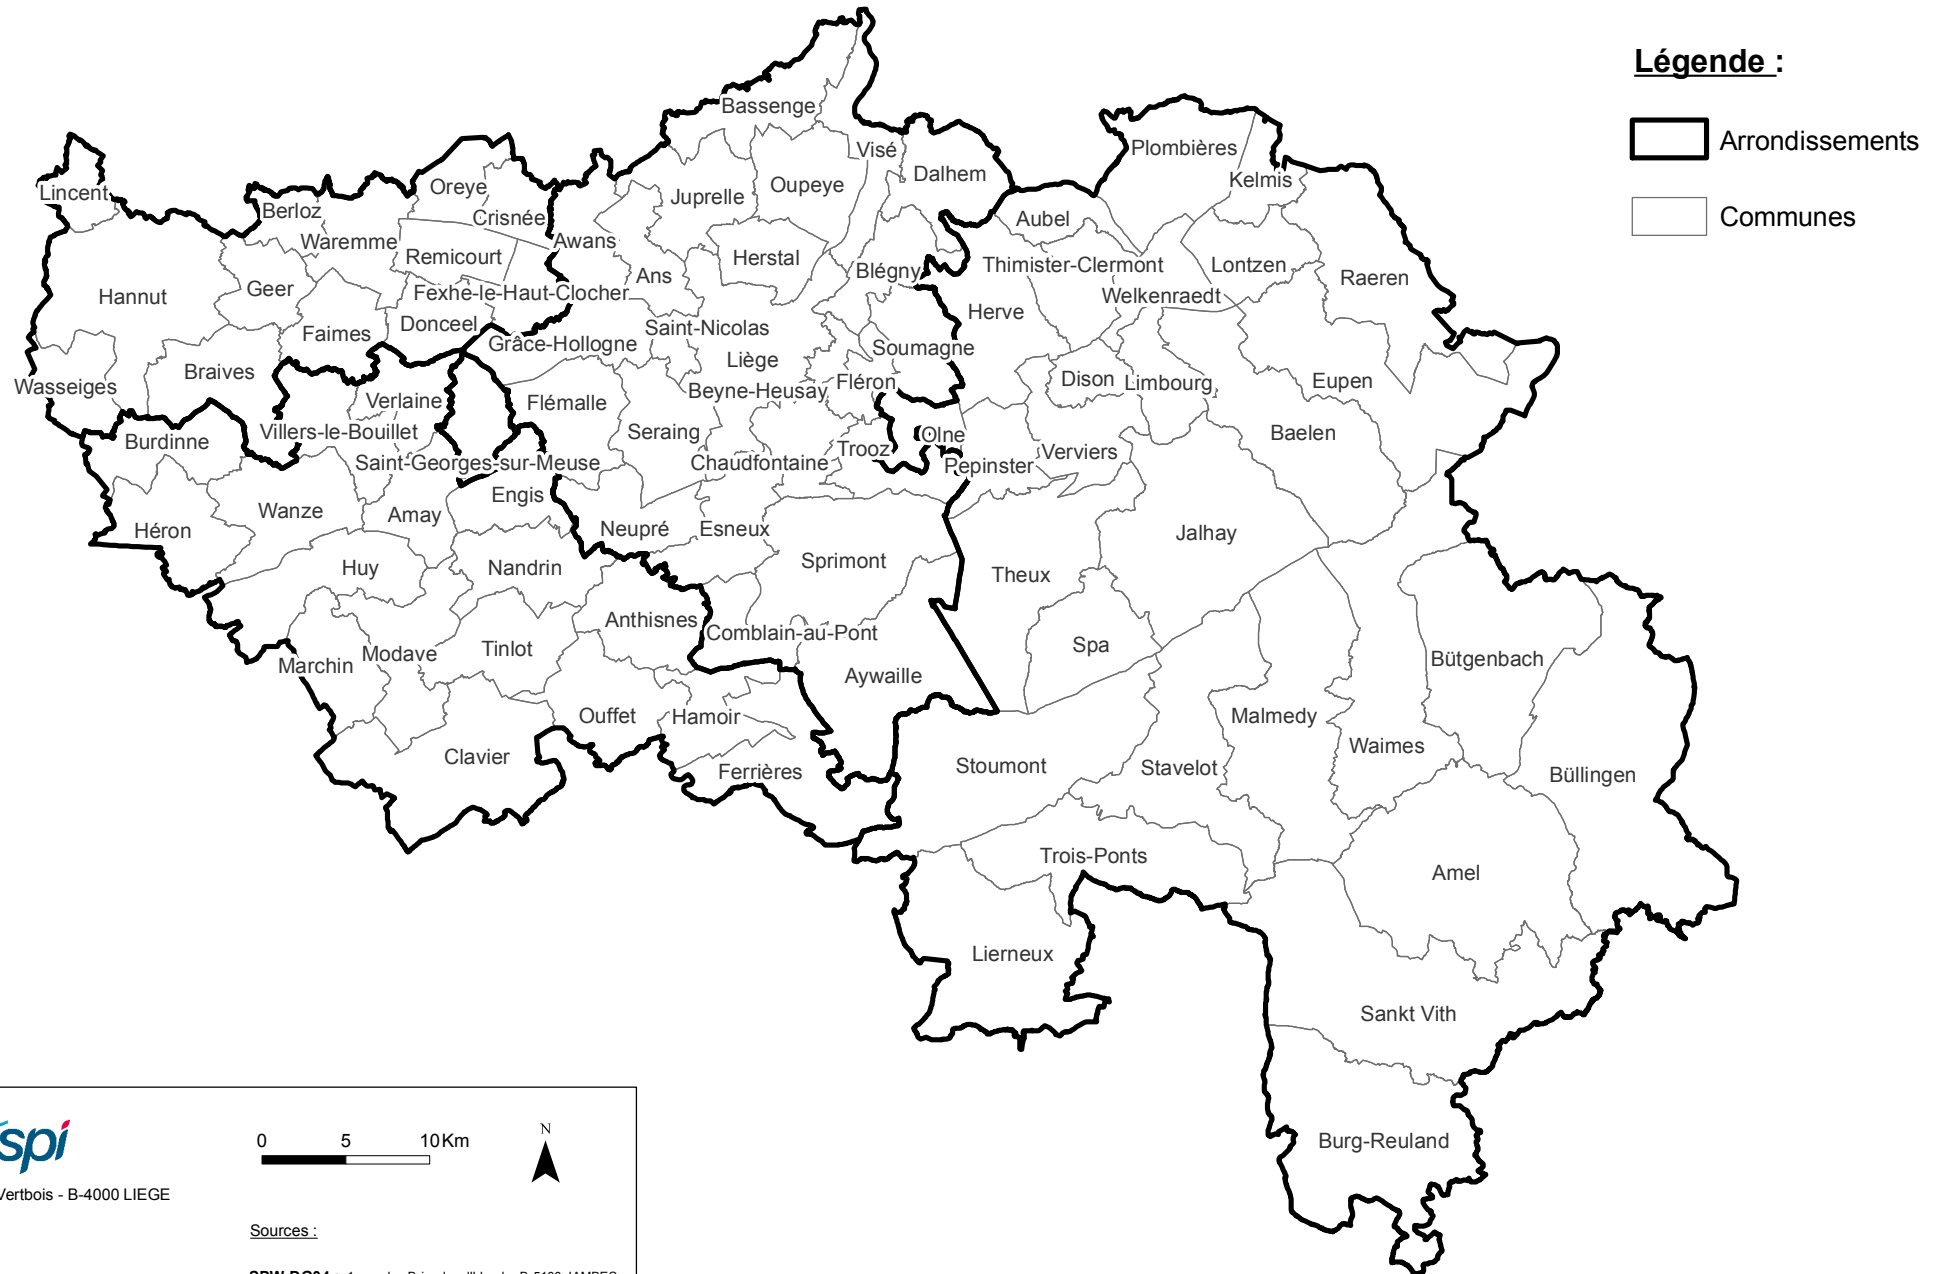 Légende :
Arrondissements
Communes
Bassenge
Visé
Dalhem
Plombières
Kelmis
Lincent
Oreye
Berloz
Crisnée
Juprelle
Oupeye
Aubel
Waremme
Awans
Remicourt
Herstal
Ans
Blégny
Thimister-Clermont
Lontzen
Raeren
Hannut
Geer
Fexhe-le-Haut-Clocher
Welkenraedt
Herve
Faimes
Donceel
Saint-Nicolas
Grâce-Hollogne
Soumagne
Liège
Braives
Wasseiges
Fléron
Dison
Limbourg
Eupen
Beyne-Heusay
Verlaine
Flémalle
Villers-le-Bouillet
Seraing
Baelen
Burdinne
Olne
Trooz
Verviers
Saint-Georges-sur-Meuse
Chaudfontaine
Pepinster
Engis
Wanze
Amay
Héron
Neupré
Esneux
Jalhay
Sprimont
Huy
Nandrin
Theux
Anthisnes
Comblain-au-Pont
Spa
Tinlot
Modave
Marchin
Bütgenbach
Aywaille
Ouffet
Hamoir
Malmedy
Waimes
Clavier
Ferrières
Stoumont
Stavelot
Büllingen
Trois-Ponts
Amel
Lierneux
Sankt Vith
Burg-Reuland
spi
0 5 10Km
N
Vertbois - B-4000 LIEGE
Sources :